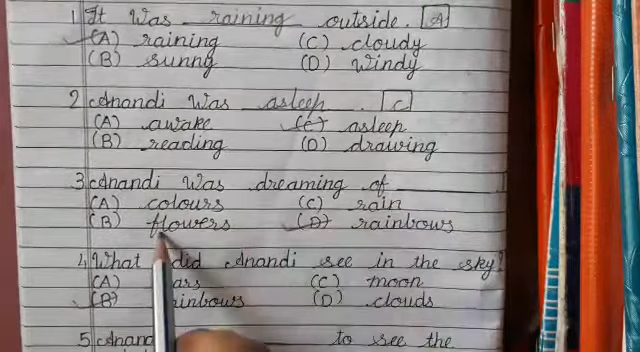 1 It was raining outside. A
(A) raining (C) cloudy
(B) sunny (D) windy
2 Anandi was asleep. C
(A) awake (C) asleep
(B) reading (D) drawing
3 Anandi was dreaming of
(A) colours (C) rain
(B) flowers (D) rainbows
4 What did Anandi see in the sky?
(A) (C) moon
(B) (D) clouds
5 to see the